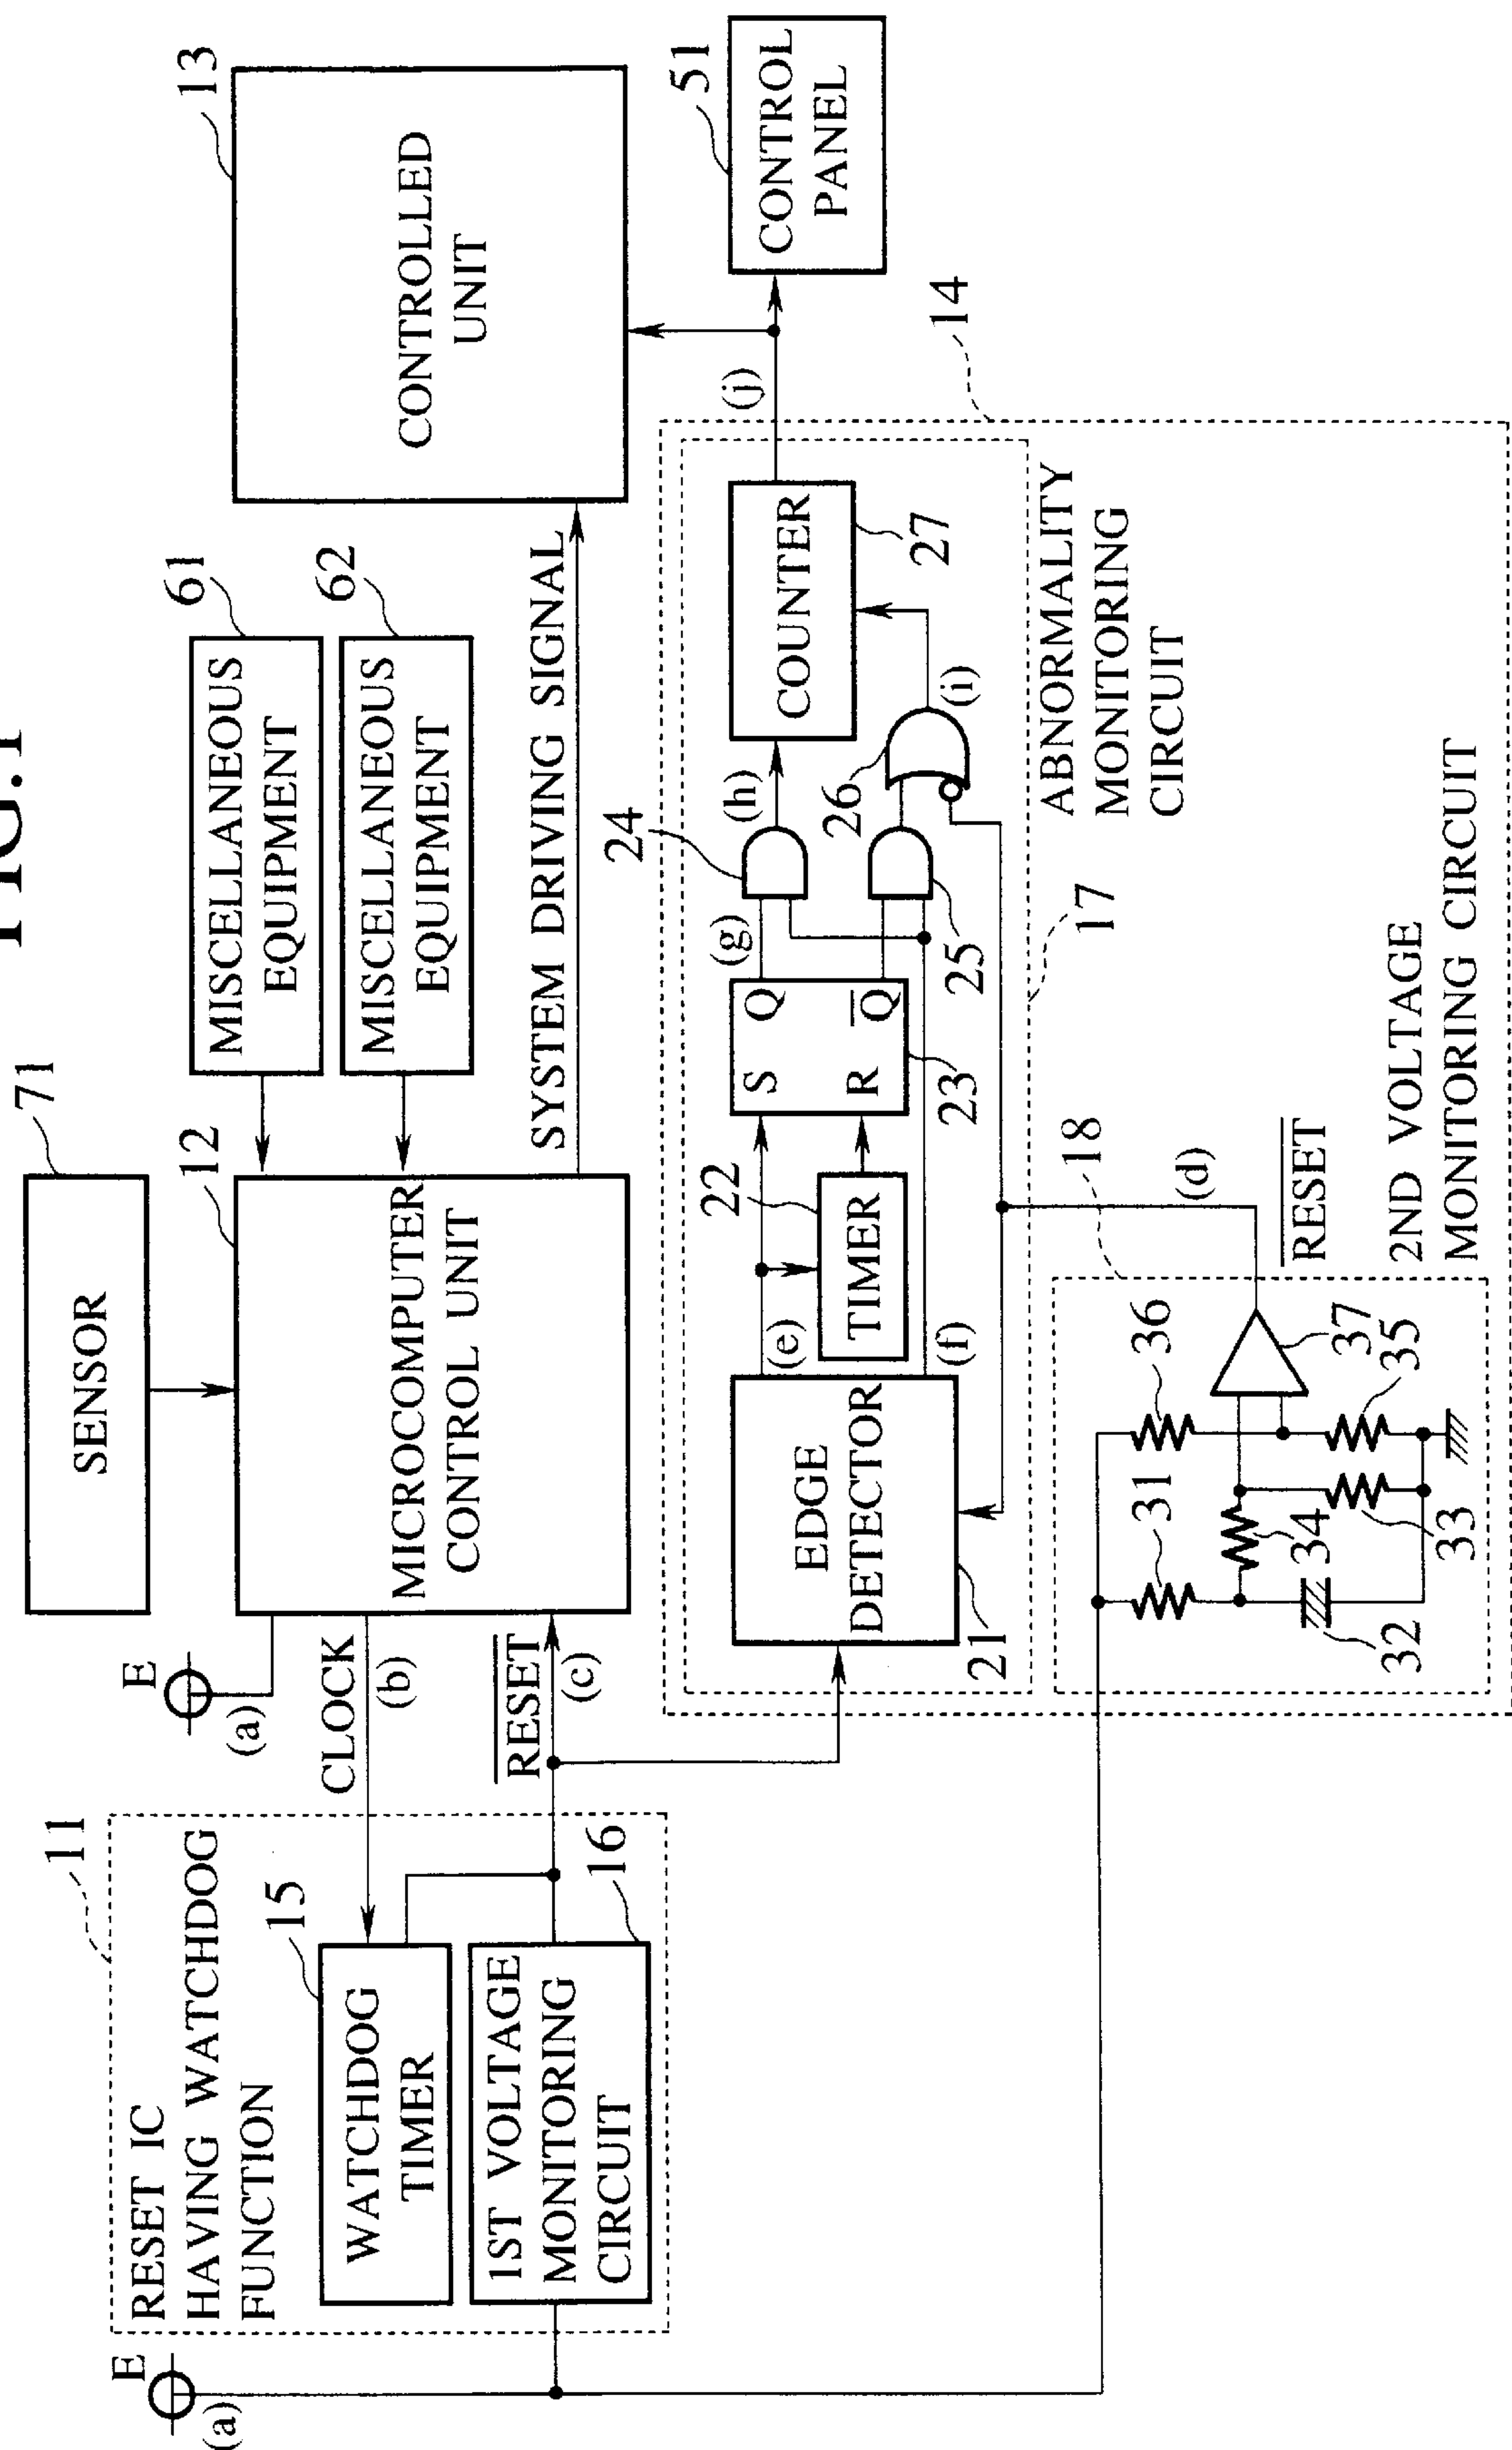 FIG.1
11
RESET IC
HAVING WATCHDOG
FUNCTION
15
WATCHDOG
TIMER
1ST VOLTAGE
MONITORING
CIRCUIT
16
E
(a)
E
(a)
CLOCK
(b)
RESET
(c)
71
SENSOR
12
MICROCOMPUTER
CONTROL UNIT
61
MISCELLANEOUS
EQUIPMENT
62
MISCELLANEOUS
EQUIPMENT
SYSTEM DRIVING SIGNAL
13
CONTROLLED
UNIT
51
CONTROL
PANEL
14
(j)
EDGE
DETECTOR
21
(e)
(f)
22
TIMER
S Q
R Q
23
(g)
24
(h)
25
26
(i)
COUNTER
27
17
ABNORMALITY
MONITORING
CIRCUIT
18
(d)
RESET
2ND VOLTAGE
MONITORING CIRCUIT
31
32
33
34
35
36
37